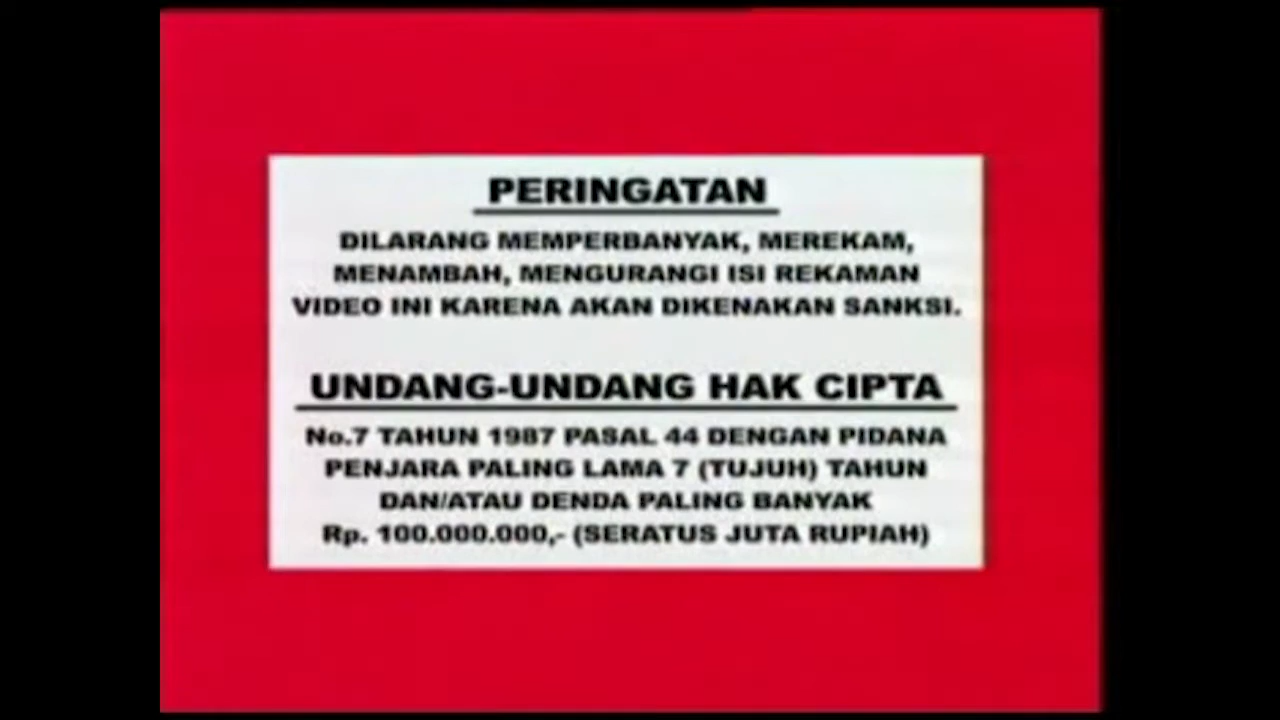 PERINGATAN
DILARANG MEMPERBANYAK, MEREKAM,
MENAMBAH, MENGURANGI ISI REKAMAN
VIDEO INI KARENA AKAN DIKENAKAN SANKSI.
UNDANG-UNDANG HAK CIPTA
No.7 TAHUN 1987 PASAL 44 DENGAN PIDANA
PENJARA PALING LAMA 7 (TUJUH) TAHUN
DAN/ATAU DENDA PALING BANYAK
Rp. 100.000.000,- (SERATUS JUTA RUPIAH)